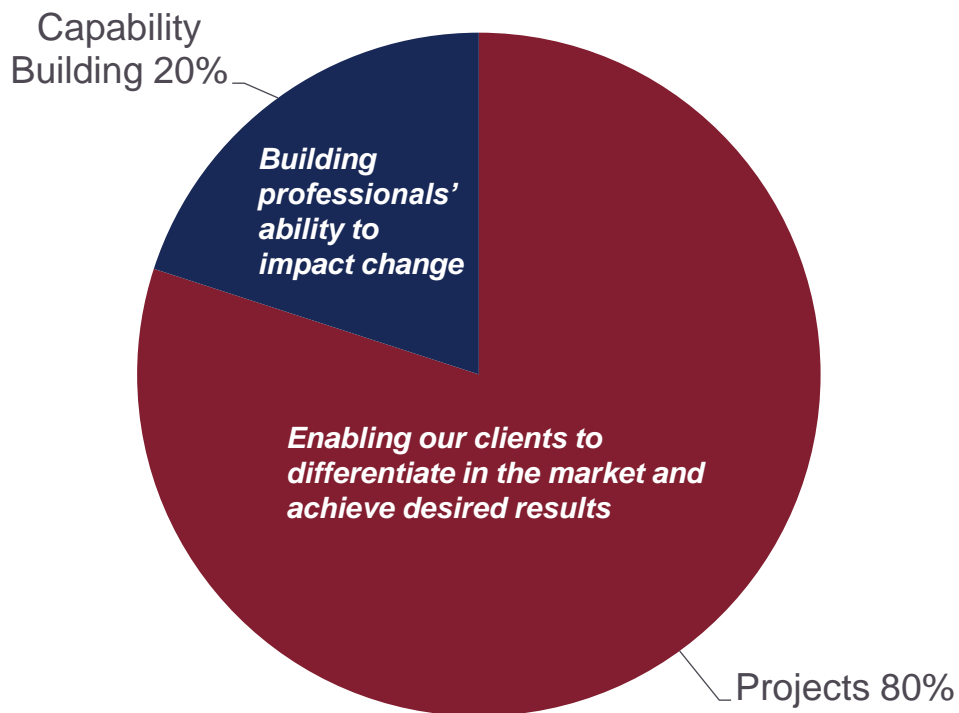 Capability
Building 20%
Building
professionals’
ability to
impact change
Enabling our clients to
differentiate in the market and
achieve desired results
Projects 80%